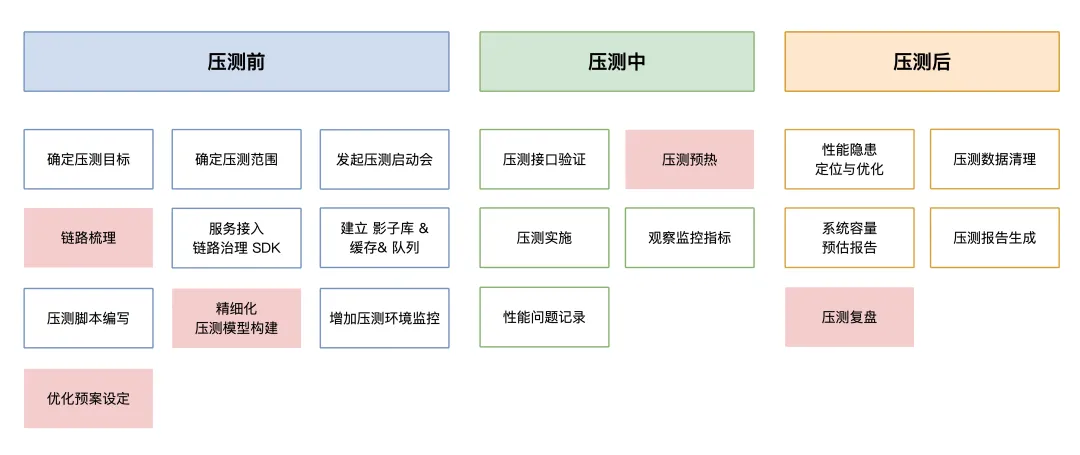 压测前
压测中
压测后
确定压测目标
确定压测范围
发起压测启动会
压测接口验证
压测预热
性能隐患
定位与优化
压测数据清理
链路梳理
服务接入
链路治理 SDK
建立 影子库 &
缓存& 队列
压测实施
观察监控指标
系统容量
预估报告
压测报告生成
压测脚本编写
精细化
压测模型构建
增加压测环境监控
性能问题记录
压测复盘
优化预案设定